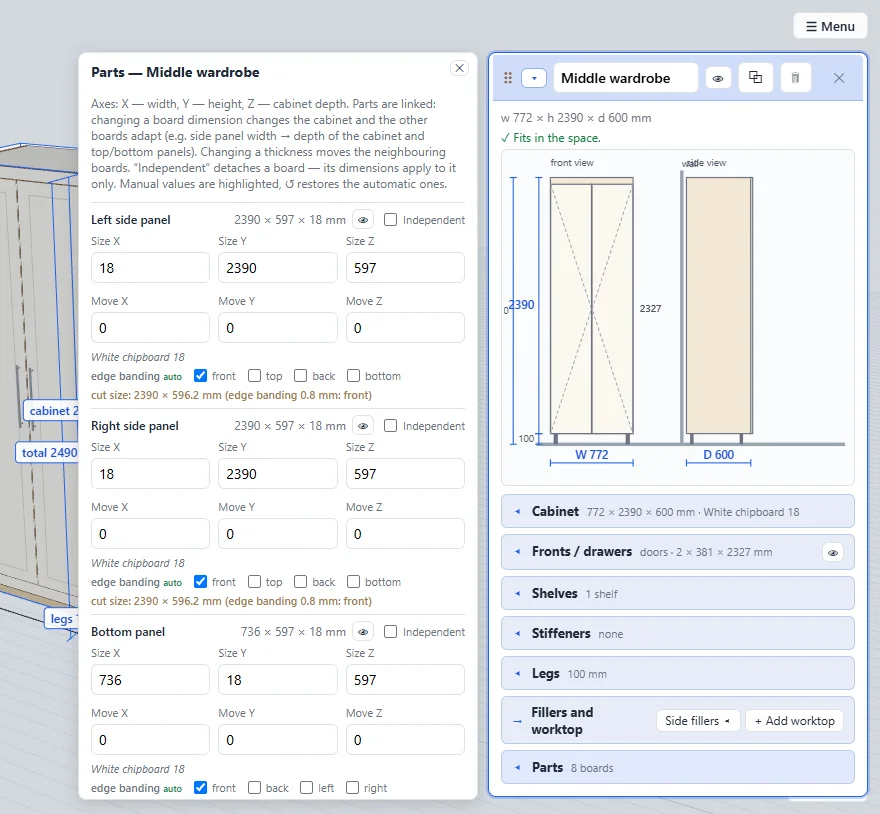 ☰ Menu
Parts — Middle wardrobe
Axes: X — width, Y — height, Z — cabinet depth. Parts are linked:
changing a board dimension changes the cabinet and the other
boards adapt (e.g. side panel width → depth of the cabinet and
top/bottom panels). Changing a thickness moves the neighbouring
boards. "Independent" detaches a board — its dimensions apply to it
only. Manual values are highlighted, ↺ restores the automatic ones.
Left side panel 2390 × 597 × 18 mm Independent
Size X Size Y Size Z
18 2390 597
Move X Move Y Move Z
0 0 0
White chipboard 18
edge banding auto front top back bottom
cut size: 2390 × 596.2 mm (edge banding 0.8 mm: front)
Right side panel 2390 × 597 × 18 mm Independent
Size X Size Y Size Z
18 2390 597
Move X Move Y Move Z
0 0 0
White chipboard 18
edge banding auto front top back bottom
cut size: 2390 × 596.2 mm (edge banding 0.8 mm: front)
Bottom panel 736 × 597 × 18 mm Independent
Size X Size Y Size Z
736 18 597
Move X Move Y Move Z
0 0 0
White chipboard 18
edge banding auto front back left right
cabinet 2
total 2490
legs
Middle wardrobe
w 772 × h 2390 × d 600 mm
✓ Fits in the space.
front view wall side view
0 2390 2327
100
W 772 D 600
Cabinet 772 × 2390 × 600 mm · White chipboard 18
Fronts / drawers doors · 2 × 381 × 2327 mm
Shelves 1 shelf
Stiffeners none
Legs 100 mm
→ Fillers and
worktop
Side fillers + Add worktop
Parts 8 boards